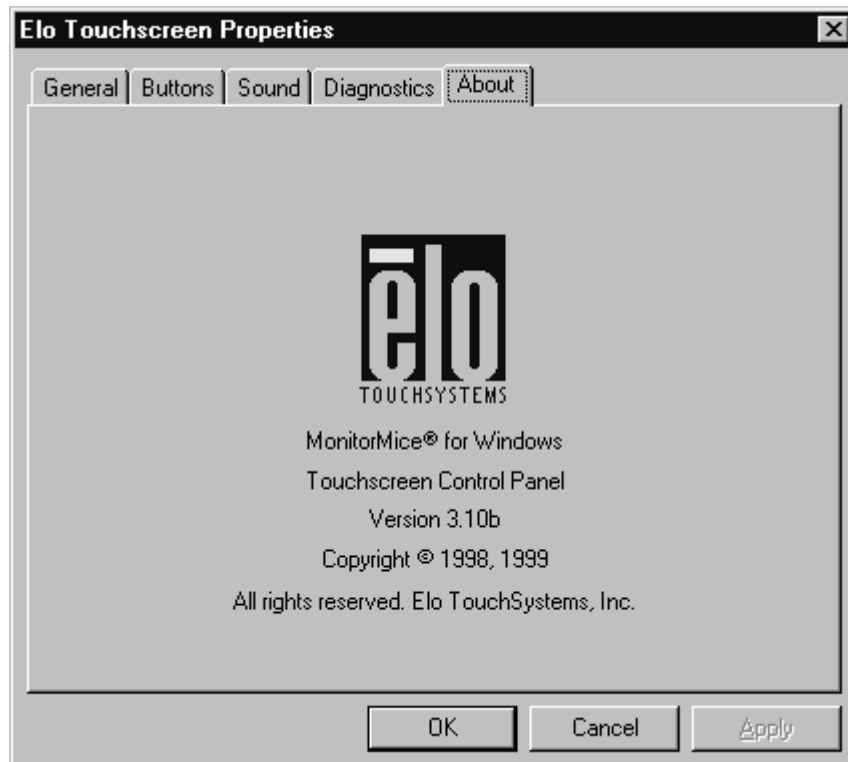 Elo Touchscreen Properties
General Buttons Sound Diagnostics About
ēlo
TOUCHSYSTEMS
MonitorMice® for Windows
Touchscreen Control Panel
Version 3.10b
Copyright © 1998, 1999
All rights reserved. Elo TouchSystems, Inc.
OK Cancel Apply